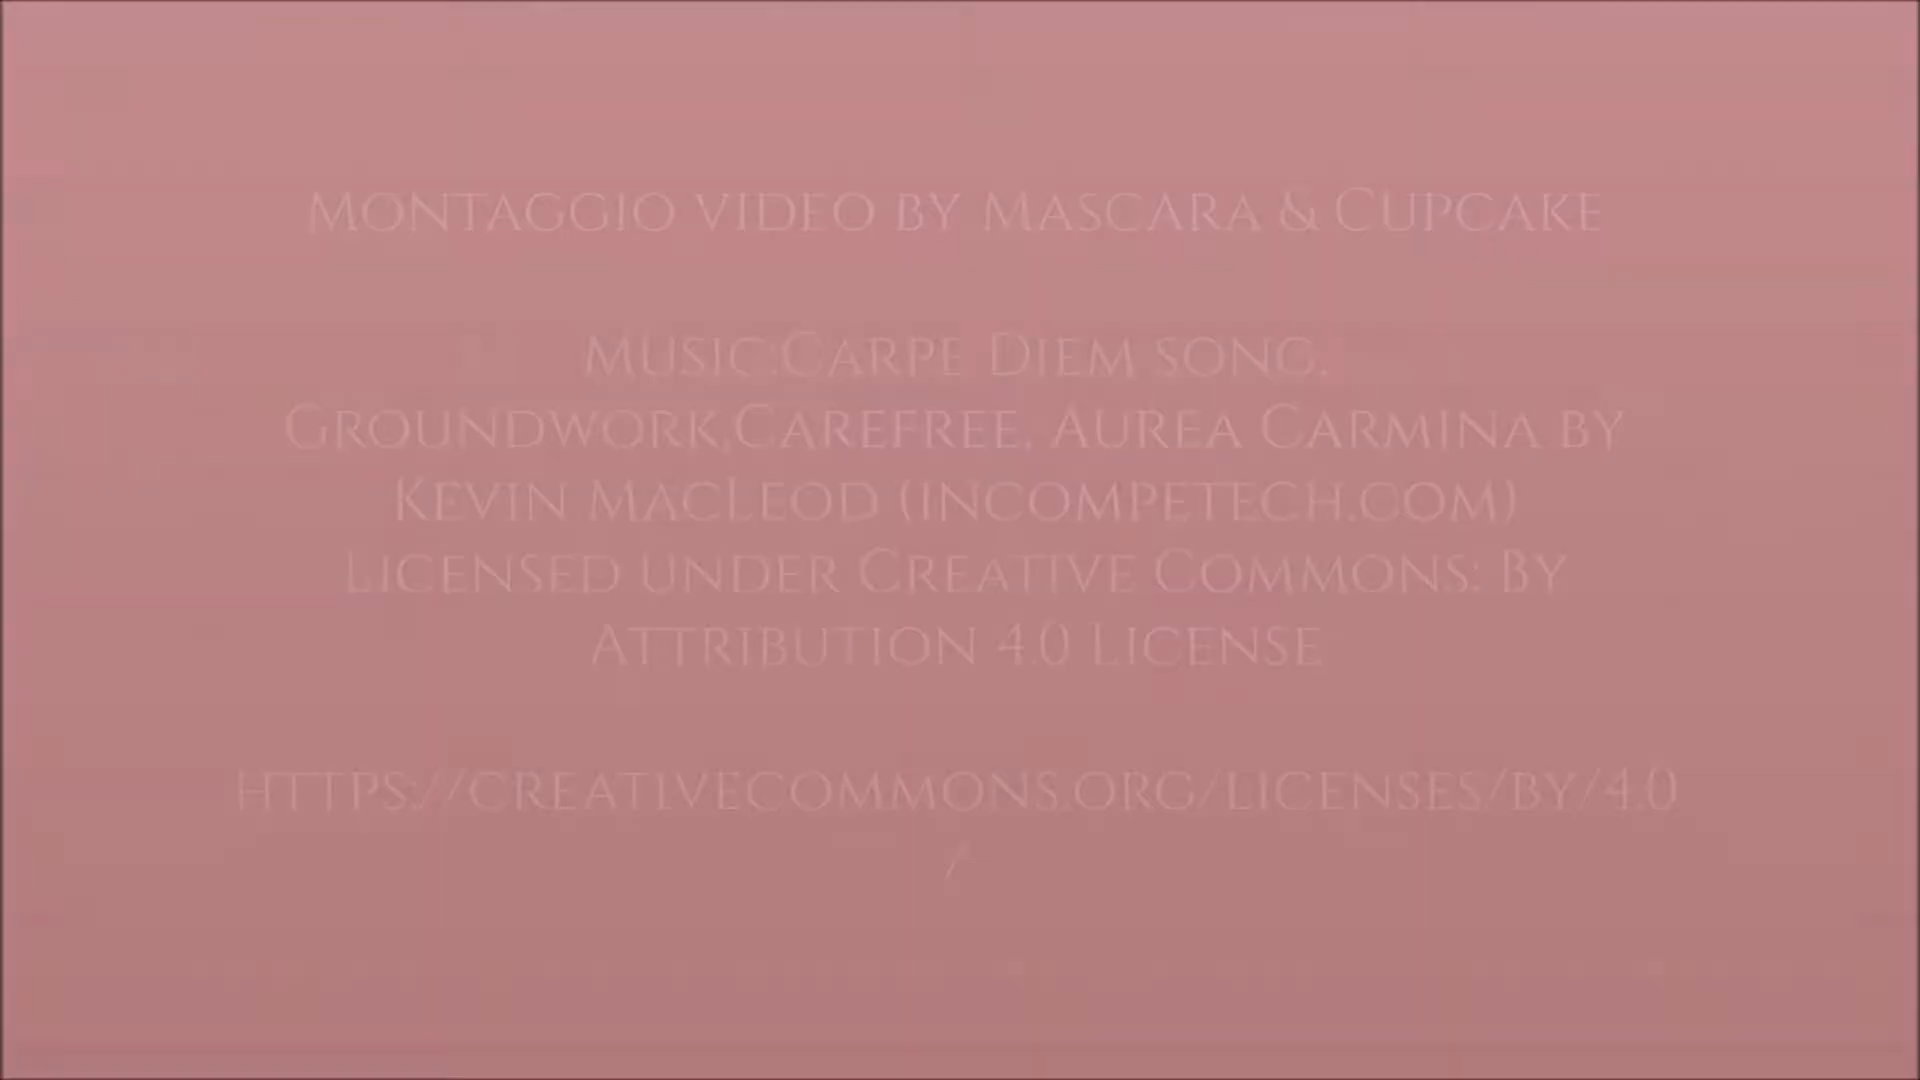 Montaggio video by Mascara & Cupcake
Music:Carpe Diem song.
Groundwork,Carefree, Aurea Carmina by
Kevin MacLeod (incompetech.com)
Licensed under Creative Commons: By
Attribution 4.0 License
https://creativecommons.org/licenses/by/4.0
/